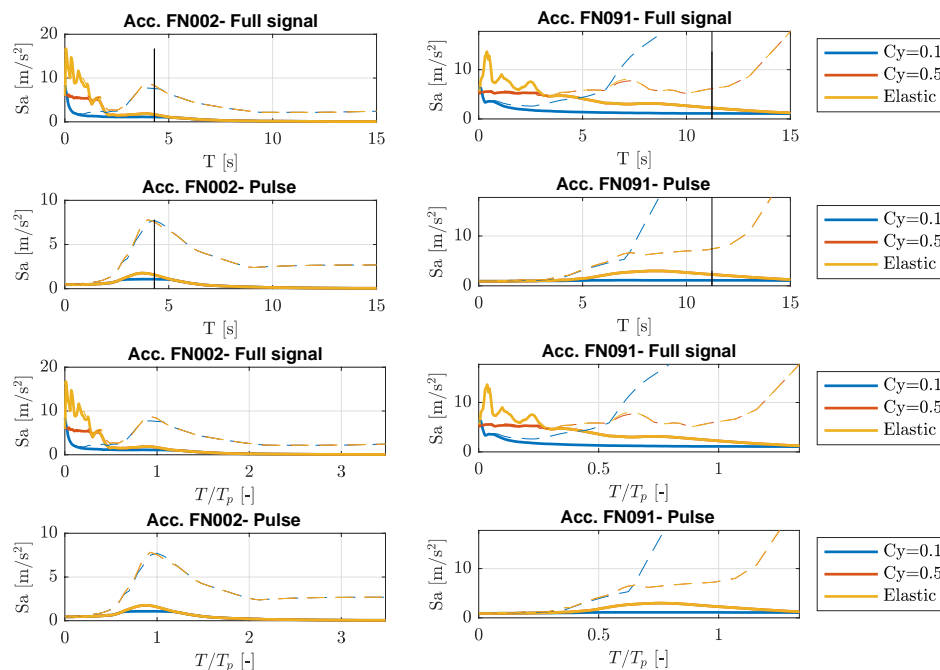 Acc. FN002- Full signal
Sa [m/s²]
20
10
0
0 5 10 15
T [s]
Acc. FN091- Full signal
Sa [m/s²]
10
0
0 5 10 15
T [s]
Cy=0.1
Cy=0.5
Elastic
Acc. FN002- Pulse
Sa [m/s²]
10
5
0
0 5 10 15
T [s]
Acc. FN091- Pulse
Sa [m/s²]
10
0
0 5 10 15
T [s]
Cy=0.1
Cy=0.5
Elastic
Acc. FN002- Full signal
Sa [m/s²]
20
10
0
0 1 2 3
T/Tₚ [-]
Acc. FN091- Full signal
Sa [m/s²]
10
0
0 0.5 1
T/Tₚ [-]
Cy=0.1
Cy=0.5
Elastic
Acc. FN002- Pulse
Sa [m/s²]
10
5
0
0 1 2 3
T/Tₚ [-]
Acc. FN091- Pulse
Sa [m/s²]
10
0
0 0.5 1
T/Tₚ [-]
Cy=0.1
Cy=0.5
Elastic